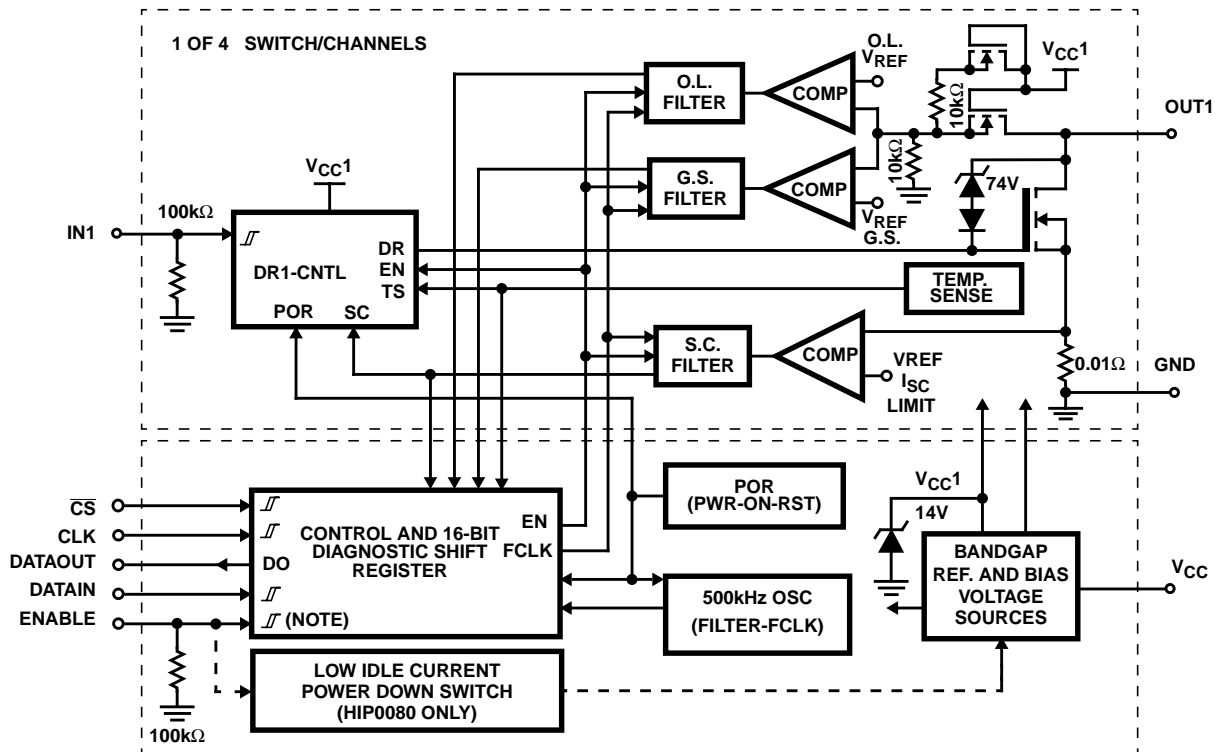 1 OF 4 SWITCH/CHANNELS
O.L.
VREF
VCC1
OUT1
O.L.
FILTER
COMP
10kΩ
10kΩ
VCC1
G.S.
FILTER
COMP
VREF
G.S.
74V
100kΩ
IN1
DR1-CNTL
DR
EN
TS
POR
SC
TEMP.
SENSE
S.C.
FILTER
COMP
VREF
ISC
LIMIT
0.01Ω
GND
CS
CLK
DATAOUT
DATAIN
ENABLE
CONTROL AND 16-BIT
DIAGNOSTIC SHIFT
REGISTER
DO
EN
FCLK
(NOTE)
POR
(PWR-ON-RST)
500kHz OSC
(FILTER-FCLK)
VCC1
14V
BANDGAP
REF. AND BIAS
VOLTAGE
SOURCES
VCC
LOW IDLE CURRENT
POWER DOWN SWITCH
(HIP0080 ONLY)
100kΩ